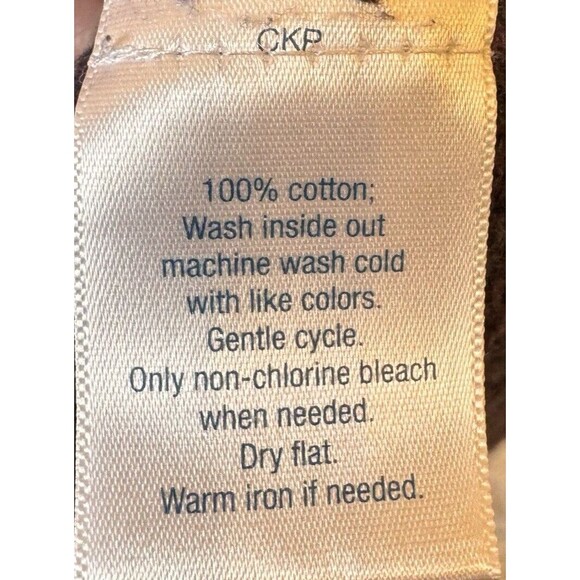 CKP
100% cotton;
Wash inside out
machine wash cold
with like colors.
Gentle cycle.
Only non-chlorine bleach
when needed.
Dry flat.
Warm iron if needed.